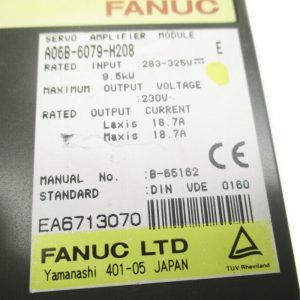 FANUC
SERVO AMPLIFIER MODULE
A06B-6079-H208 E
RATED INPUT :283-325V⎓
9.5kW
MAXIMUM OUTPUT VOLTAGE
:230V~
RATED OUTPUT CURRENT
Laxis 18.7A
Maxis 18.7A
MANUAL No. :B-65162
STANDARD :DIN VDE 0160
CE
EA6713070
FANUC LTD
Yamanashi 401-05 JAPAN
TÜV Rheinland